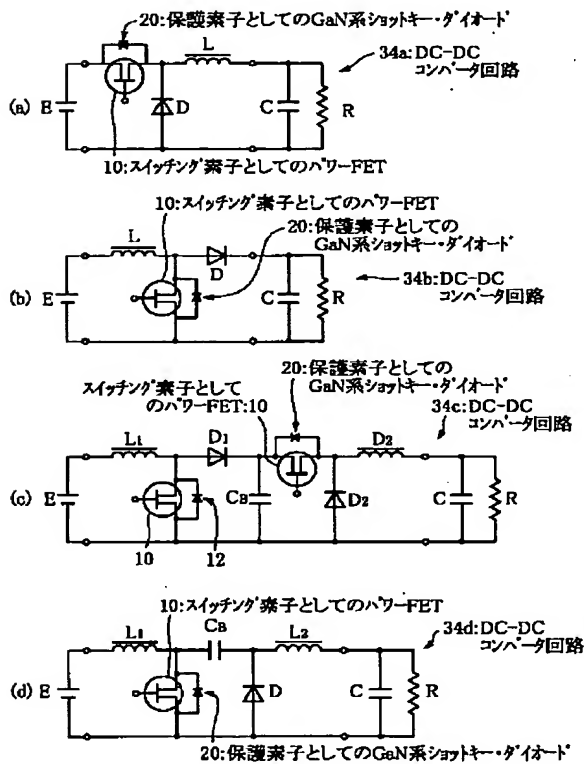 20:保護素子としてのGaN系ショットキー・ダイオード
L
34a:DC-DC
コンバータ回路
(a) E
D
C
R
10:スイッチング素子としてのパワーFET
10:スイッチング素子としてのパワーFET
20:保護素子としての
GaN系ショットキー・ダイオード
L
D
(b) E
C
R
34b:DC-DC
コンバータ回路
20:保護素子としての
GaN系ショットキー・ダイオード
スイッチング素子として
のパワーFET:10
34c:DC-DC
コンバータ回路
L1
D1
D2
(c) E
CB
D2
C
R
10
12
10:スイッチング素子としてのパワーFET
L1
CB
L2
34d:DC-DC
コンバータ回路
(d) E
D
C
R
20:保護素子としてのGaN系ショットキー・ダイオード